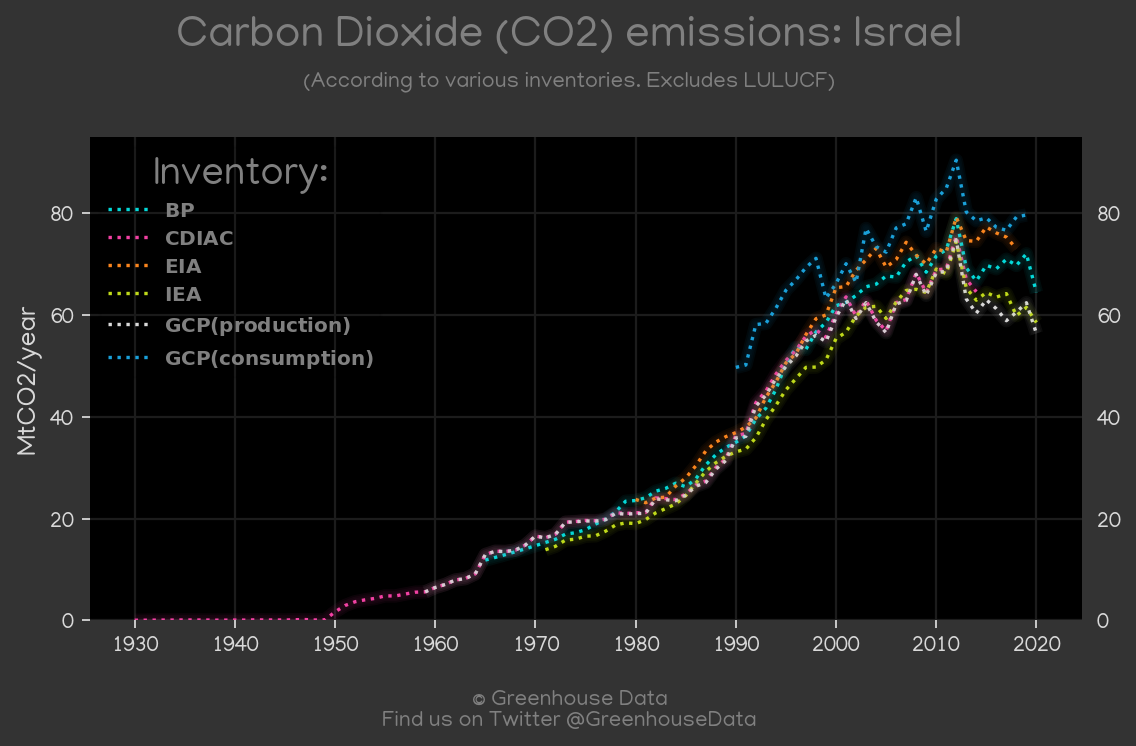 Carbon Dioxide (CO2) emissions: Israel
(According to various inventories. Excludes LULUCF)
Inventory:
BP
CDIAC
EIA
IEA
GCP(production)
GCP(consumption)
MtCO2/year
80
60
40
20
0
80
60
40
20
0
1930 1940 1950 1960 1970 1980 1990 2000 2010 2020
© Greenhouse Data
Find us on Twitter @GreenhouseData